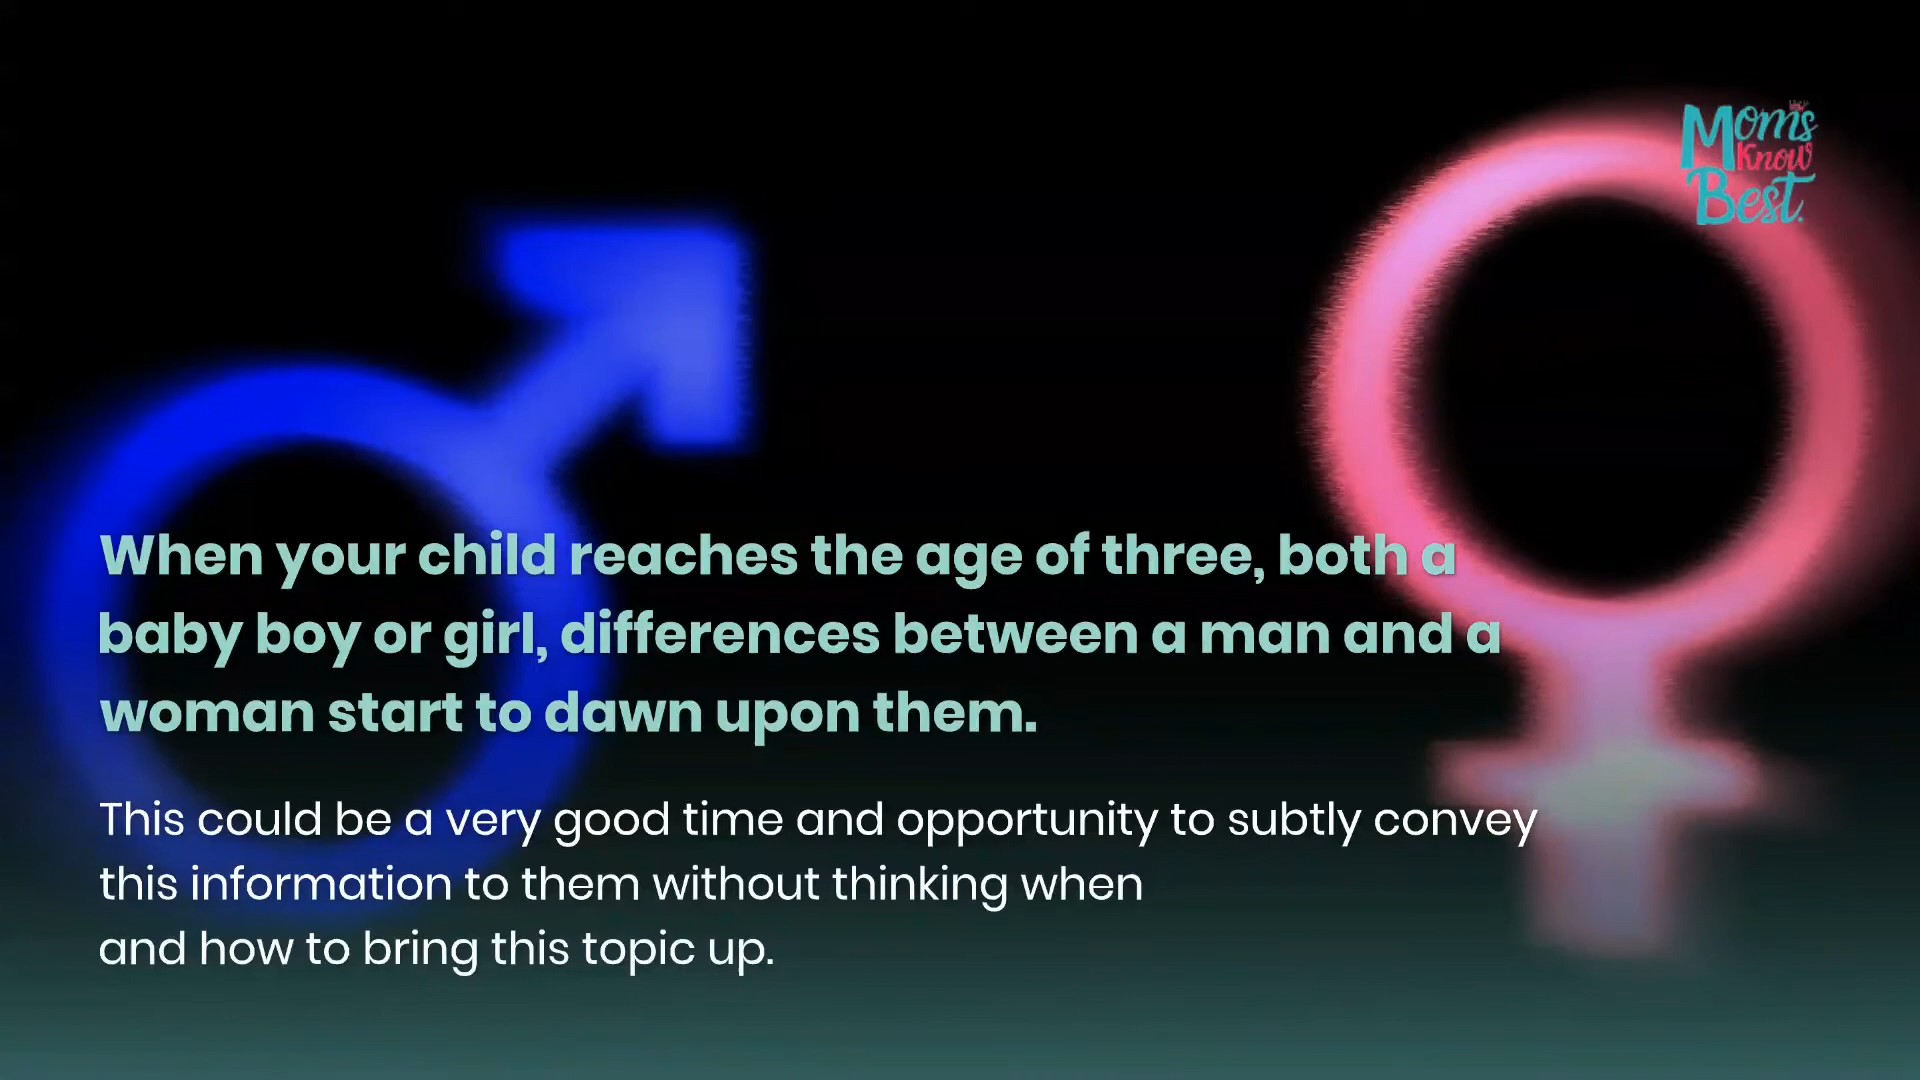 Moms
Know
Best.
When your child reaches the age of three, both a
baby boy or girl, differences between a man and a
woman start to dawn upon them.
This could be a very good time and opportunity to subtly convey
this information to them without thinking when
and how to bring this topic up.